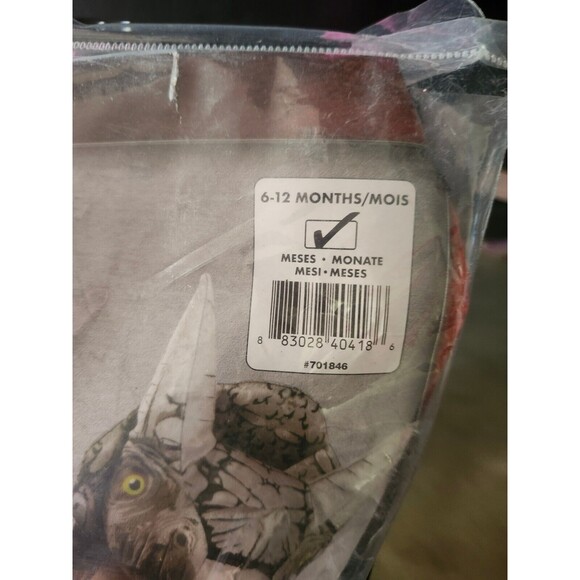 6-12 MONTHS/MOIS
MESES • MONATE
MESI • MESES
8 83028 40418 6
#701846